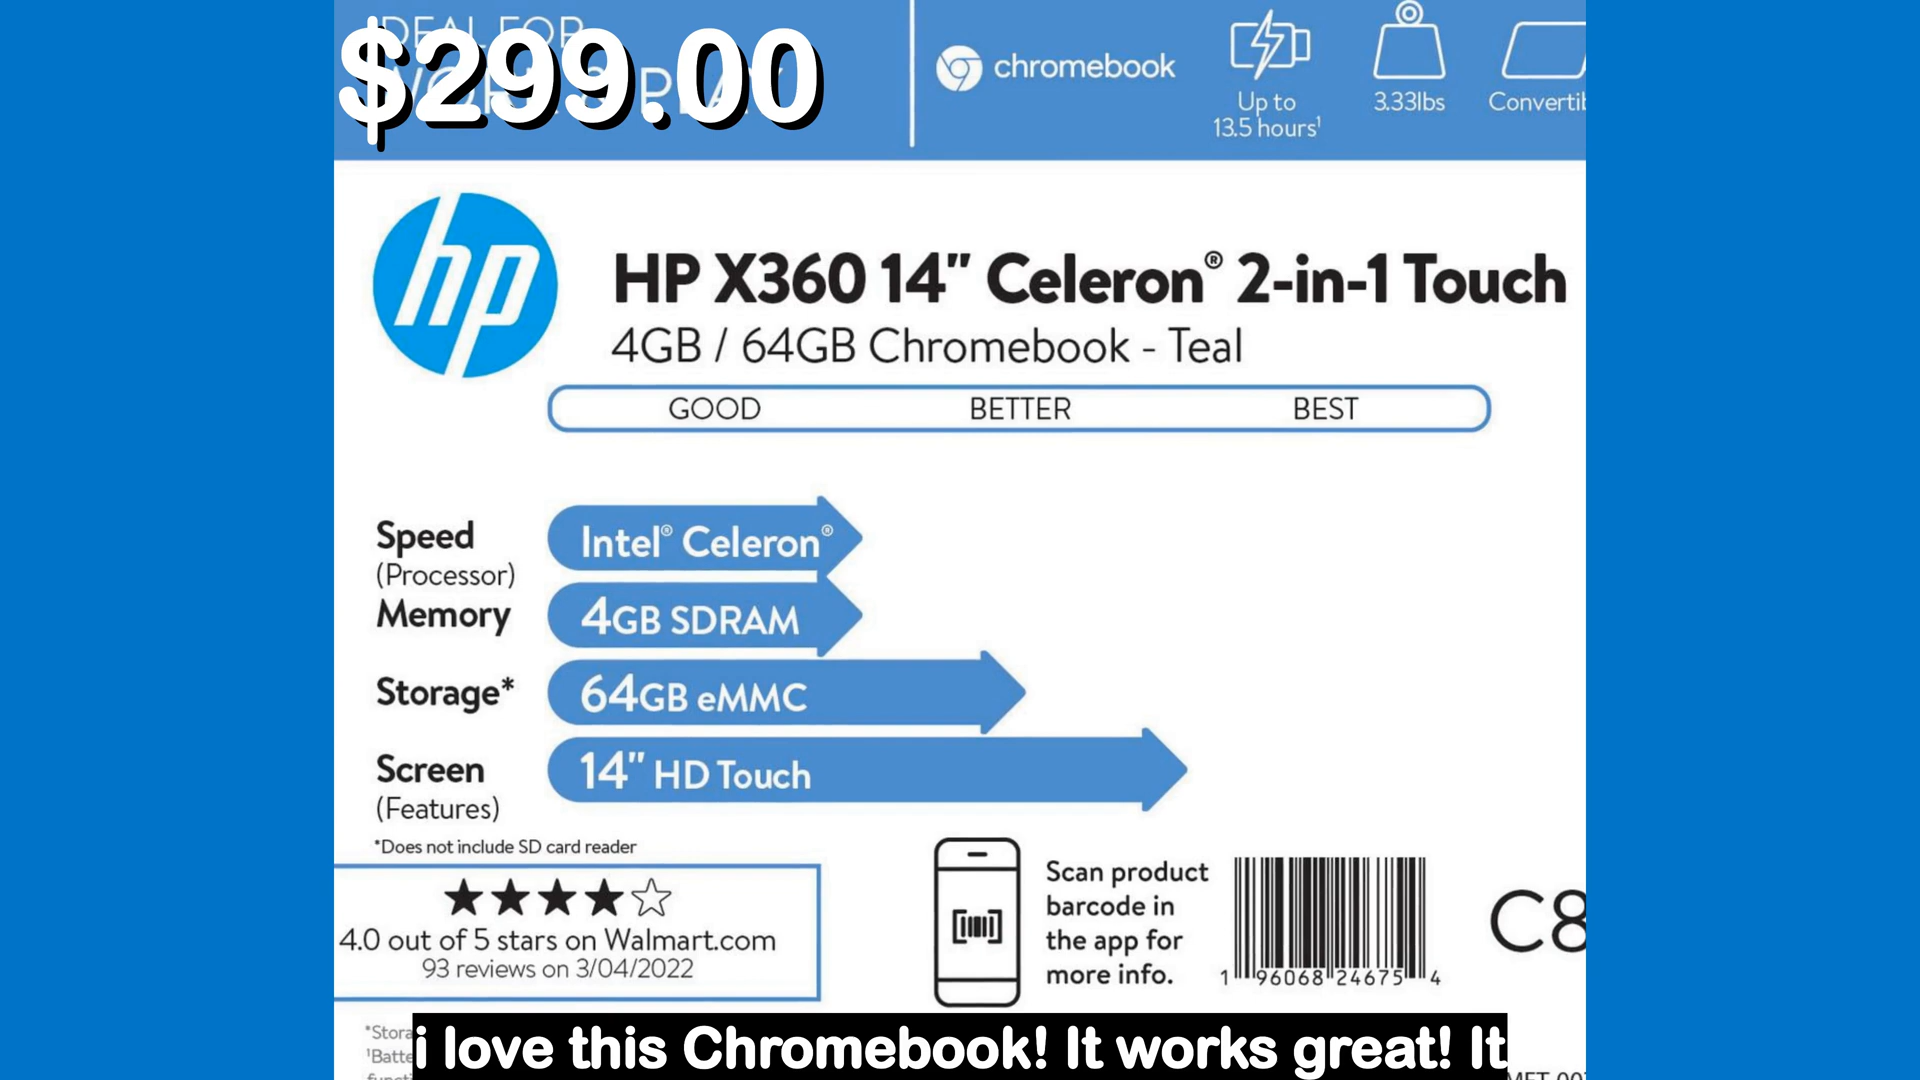 IDEAL FOR
$299.00
chromebook
Up to
13.5 hours¹
3.33lbs
hp
HP X360 14" Celeron® 2-in-1 Touch
4GB / 64GB Chromebook - Teal
GOOD BETTER BEST
Speed
(Processor)
Intel® Celeron®
Memory
4GB SDRAM
Storage*
64GB eMMC
Screen
(Features)
14" HD Touch
*Does not include SD card reader
4.0 out of 5 stars on Walmart.com
93 reviews on 3/04/2022
Scan product
barcode in
the app for
more info.
1 96068 24675 4
C8
i love this Chromebook! It works great! It